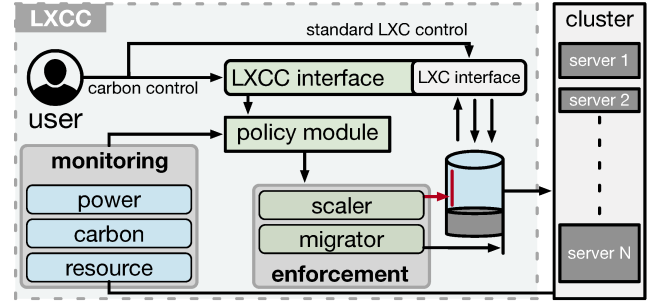 LXCC
standard LXC control
cluster
server 1
carbon control
LXCC interface
LXC interface
server 2
user
policy module
monitoring
power
carbon
resource
scaler
migrator
enforcement
server N